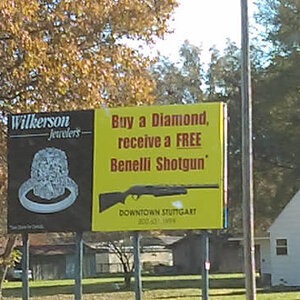 Wilkerson
jewelers
Buy a Diamond,
receive a FREE
Benelli Shotgun*
DOWNTOWN STUTTGART